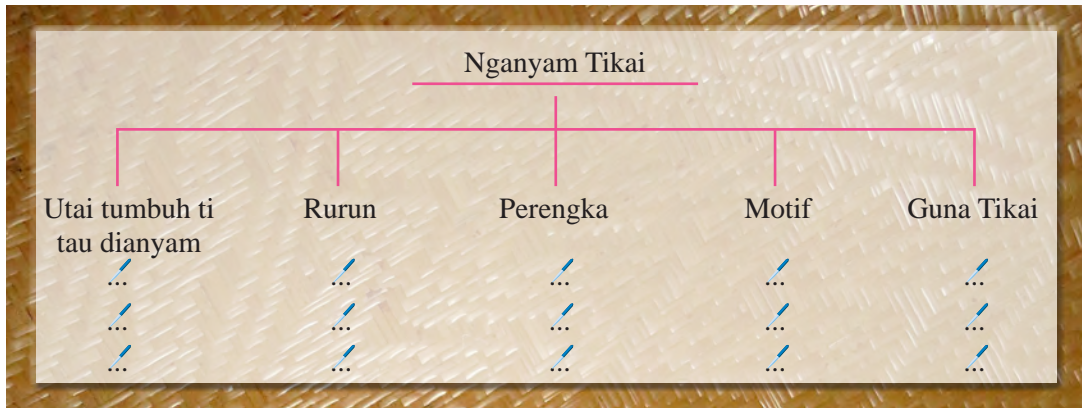 Nganyam Tikai
Utai tumbuh ti
tau dianyam
Rurun
Perengka
Motif
Guna Tikai
... ... ... ... ...
... ... ... ... ...
... ... ... ... ...